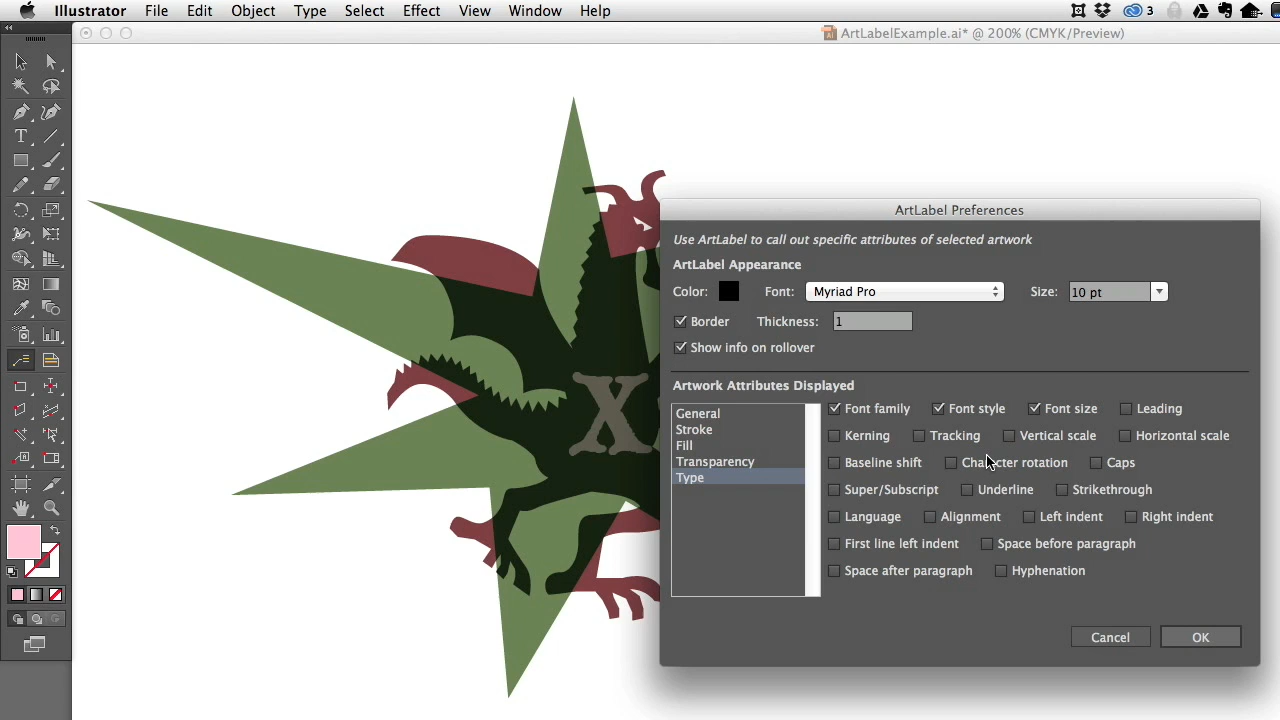 Illustrator File Edit Object Type Select Effect View Window Help 3
ArtLabelExample.ai* @ 200% (CMYK/Preview)
ArtLabel Preferences
Use ArtLabel to call out specific attributes of selected artwork
ArtLabel Appearance
Color: Font: Myriad Pro Size: 10 pt
Border Thickness: 1
Show info on rollover
Artwork Attributes Displayed
General
Stroke
Fill
Transparency
Type
Font family Font style Font size Leading
Kerning Tracking Vertical scale Horizontal scale
Baseline shift Character rotation Caps
Super/Subscript Underline Strikethrough
Language Alignment Left indent Right indent
First line left indent Space before paragraph
Space after paragraph Hyphenation
Cancel OK
X